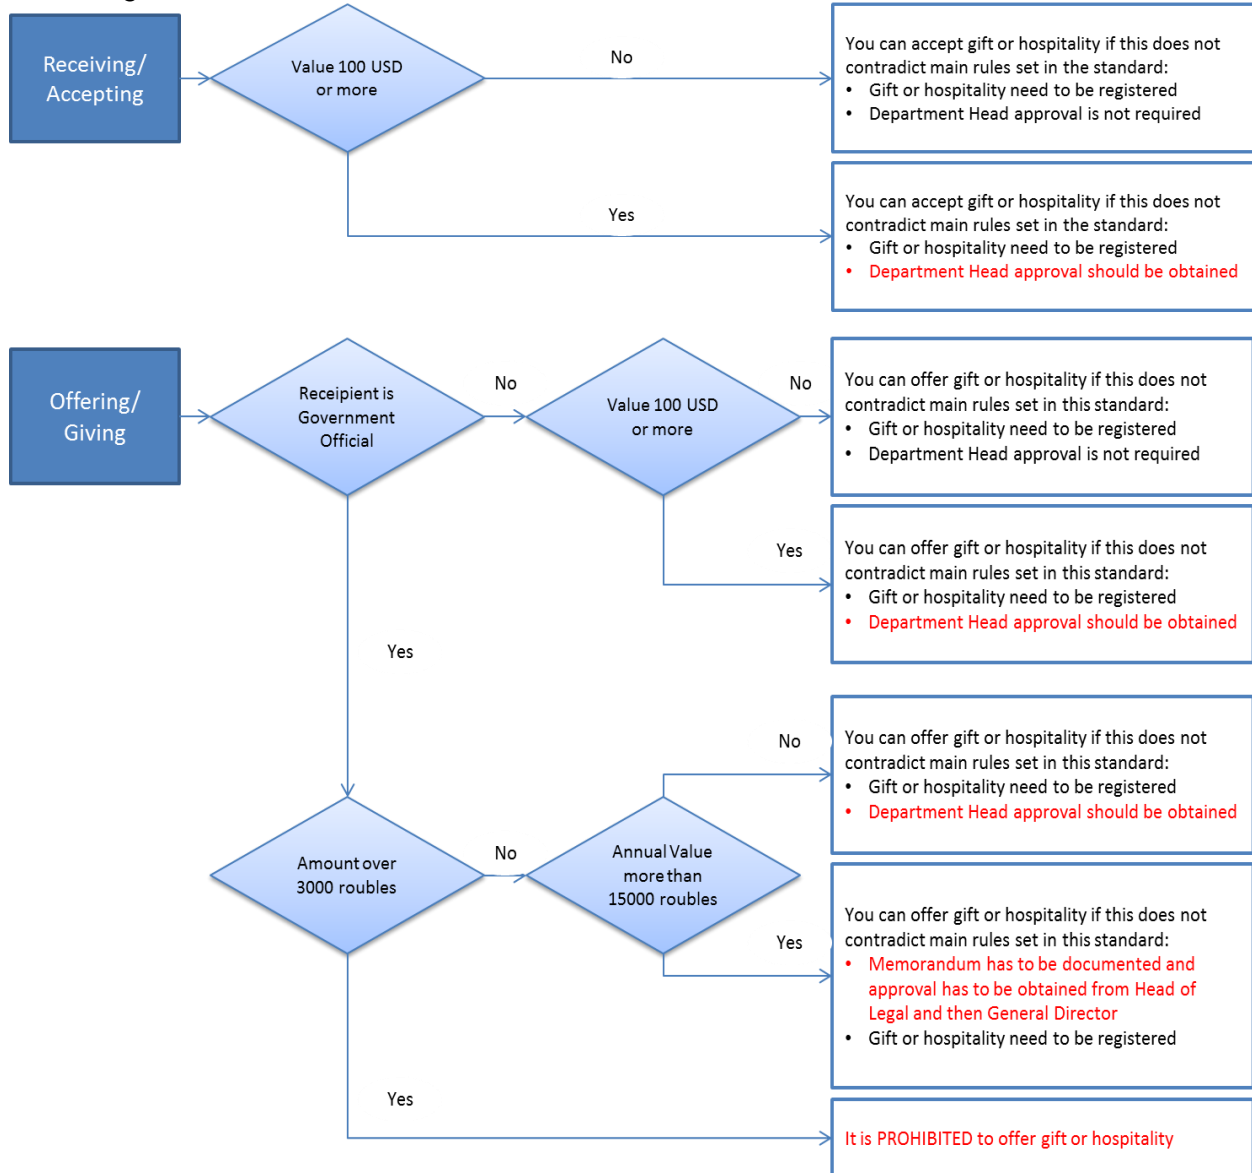 Receiving/
Accepting
Value 100 USD
or more
No
You can accept gift or hospitality if this does not
contradict main rules set in the standard:
• Gift or hospitality need to be registered
• Department Head approval is not required
Yes
You can accept gift or hospitality if this does not
contradict main rules set in the standard:
• Gift or hospitality need to be registered
• Department Head approval should be obtained
Offering/
Giving
Receipient is
Government
Official
No
Value 100 USD
or more
No
You can offer gift or hospitality if this does not
contradict main rules set in this standard:
• Gift or hospitality need to be registered
• Department Head approval is not required
Yes
You can offer gift or hospitality if this does not
contradict main rules set in this standard:
• Gift or hospitality need to be registered
• Department Head approval should be obtained
Yes
Amount over
3000 roubles
No
Annual Value
more than
15000 roubles
No
You can offer gift or hospitality if this does not
contradict main rules set in this standard:
• Gift or hospitality need to be registered
• Department Head approval should be obtained
Yes
You can offer gift or hospitality if this does not
contradict main rules set in this standard:
• Memorandum has to be documented and
approval has to be obtained from Head of
Legal and then General Director
• Gift or hospitality need to be registered
Yes
It is PROHIBITED to offer gift or hospitality